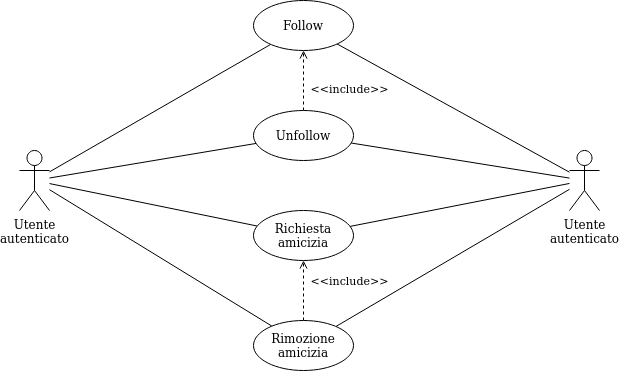 Follow
<<include>>
Unfollow
Utente
autenticato
Utente
autenticato
Richiesta
amicizia
<<include>>
Rimozione
amicizia